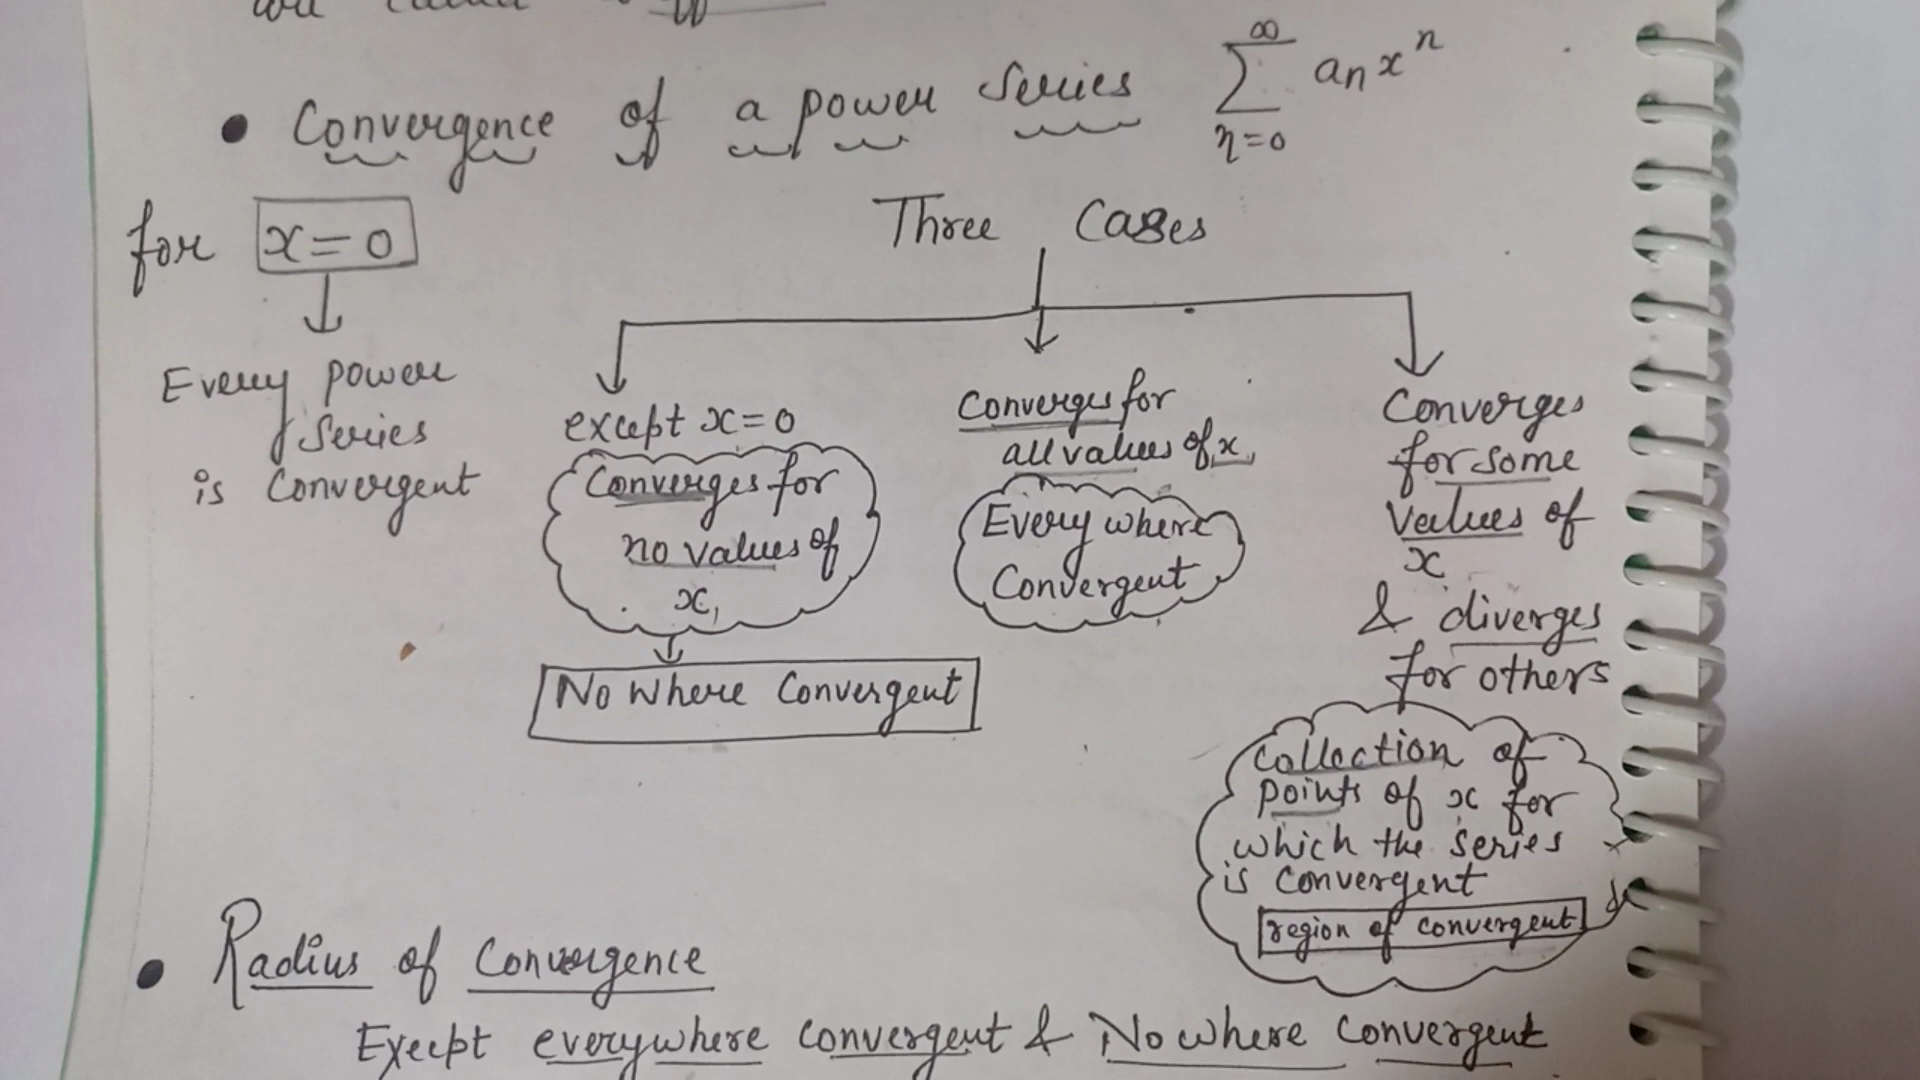 • Convergence of a power series ∑_{n=0}^{∞} aₙxⁿ
for x=0
Every power
series
is Convergent
Three Cases
except x=0
Converges for
no values of
x,
No Where Convergent
Converges for
all values of x,
Every where
Convergent
Converges
for some
values of
x
& diverges
for others
Collection of
points of x for
which the series
is convergent
region of convergent
• Radius of Convergence
Except everywhere convergent & No where convergent